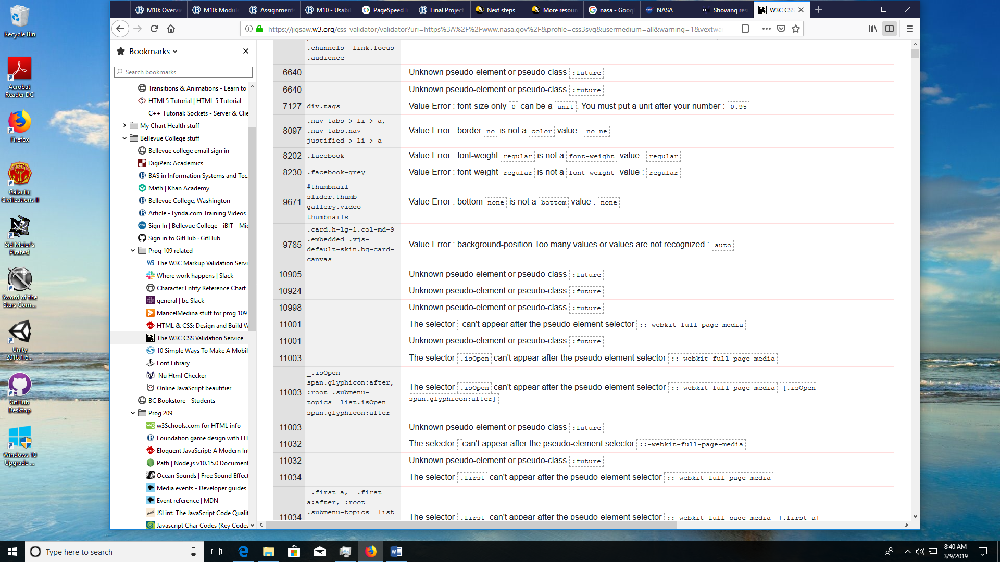 M10: Overvi
M10: Modul
Assignment
M10 - Usabil
PageSpeed I
Final Project
Next steps
More resour
nasa - Googl
NASA
Showing res
W3C CSS
https://jigsaw.w3.org/css-validator/validator?uri=https%3A%2F%2Fwww.nasa.gov%2F&profile=css3svg&usermedium=all&warning=1&vextwa
Recycle Bin
Acrobat
Reader DC
Firefox
Galactic
Civilizations II
Sid Meier's
Pirates!
Sword of the
Stars Com...
Unity
2018.1.6...
GitHub
Desktop
Windows 10
Upgrade ...
Bookmarks
Search bookmarks
Transitions & Animations - Learn to
HTML5 Tutorial | HTML 5 Tutorial
C++ Tutorial: Sockets - Server & Clie
My Chart Health stuff
Bellevue College stuff
Bellevue college email sign in
DigiPen: Academics
BAS in Information Systems and Tec
Math | Khan Academy
Bellevue College, Washington
Article - Lynda.com Training Videos
Sign In | Bellevue College - iBIT - Mic
Sign in to GitHub · GitHub
Prog 109 related
The W3C Markup Validation Servi
Where work happens | Slack
Character Entity Reference Chart
general | bc Slack
MaricelMedina stuff for prog 109
HTML & CSS: Design and Build W
The W3C CSS Validation Service
10 Simple Ways To Make A Mobil
Font Library
Nu Html Checker
Online JavaScript beautifier
BC Bookstore - Students
Prog 209
w3Schools.com for HTML info
Foundation game design with HT
Eloquent JavaScript: A Modern Int
Path | Node.js v10.15.0 Document
Ocean Sounds | Free Sound Effect
Media events - Developer guides
Event reference | MDN
JSLint: The JavaScript Code Qualit
Javascript Char Codes (Key Codes
.channels__link.focus
.audience
6640 Unknown pseudo-element or pseudo-class :future
6640 Unknown pseudo-element or pseudo-class :future
7127 div.tags Value Error : font-size only 0 can be a unit. You must put a unit after your number : 0.95
.nav-tabs > li > a,
8097 .nav-tabs.nav- Value Error : border no is not a color value : no ne
justified > li > a
8202 .facebook Value Error : font-weight regular is not a font-weight value : regular
8230 .facebook-grey Value Error : font-weight regular is not a font-weight value : regular
#thumbnail-
slider.thumb-
9671 Value Error : bottom none is not a bottom value : none
gallery.video-
thumbnails
.card.h-lg-1.col-md-9
.embedded .vjs-
9785 Value Error : background-position Too many values or values are not recognized : auto
default-skin.bg-card-
canvas
10905 Unknown pseudo-element or pseudo-class :future
10924 Unknown pseudo-element or pseudo-class :future
10998 Unknown pseudo-element or pseudo-class :future
11001 The selector can't appear after the pseudo-element selector ::-webkit-full-page-media
11001 Unknown pseudo-element or pseudo-class :future
11003 The selector .isOpen can't appear after the pseudo-element selector ::-webkit-full-page-media
_.isOpen
span.glyphicon:after,
11003 :root .submenu- The selector .isOpen can't appear after the pseudo-element selector ::-webkit-full-page-media [.isOpen
topics__list.isOpen span.glyphicon:after]
span.glyphicon:after
11003 Unknown pseudo-element or pseudo-class :future
11032 The selector can't appear after the pseudo-element selector ::-webkit-full-page-media
11032 Unknown pseudo-element or pseudo-class :future
11034 The selector .first can't appear after the pseudo-element selector ::-webkit-full-page-media
_.first a, _.first
a:after, :root
.submenu-topics__list
11034 The selector .first can't appear after the pseudo-element selector ::-webkit-full-page-media [.first a]
Type here to search
8:40 AM
3/9/2019